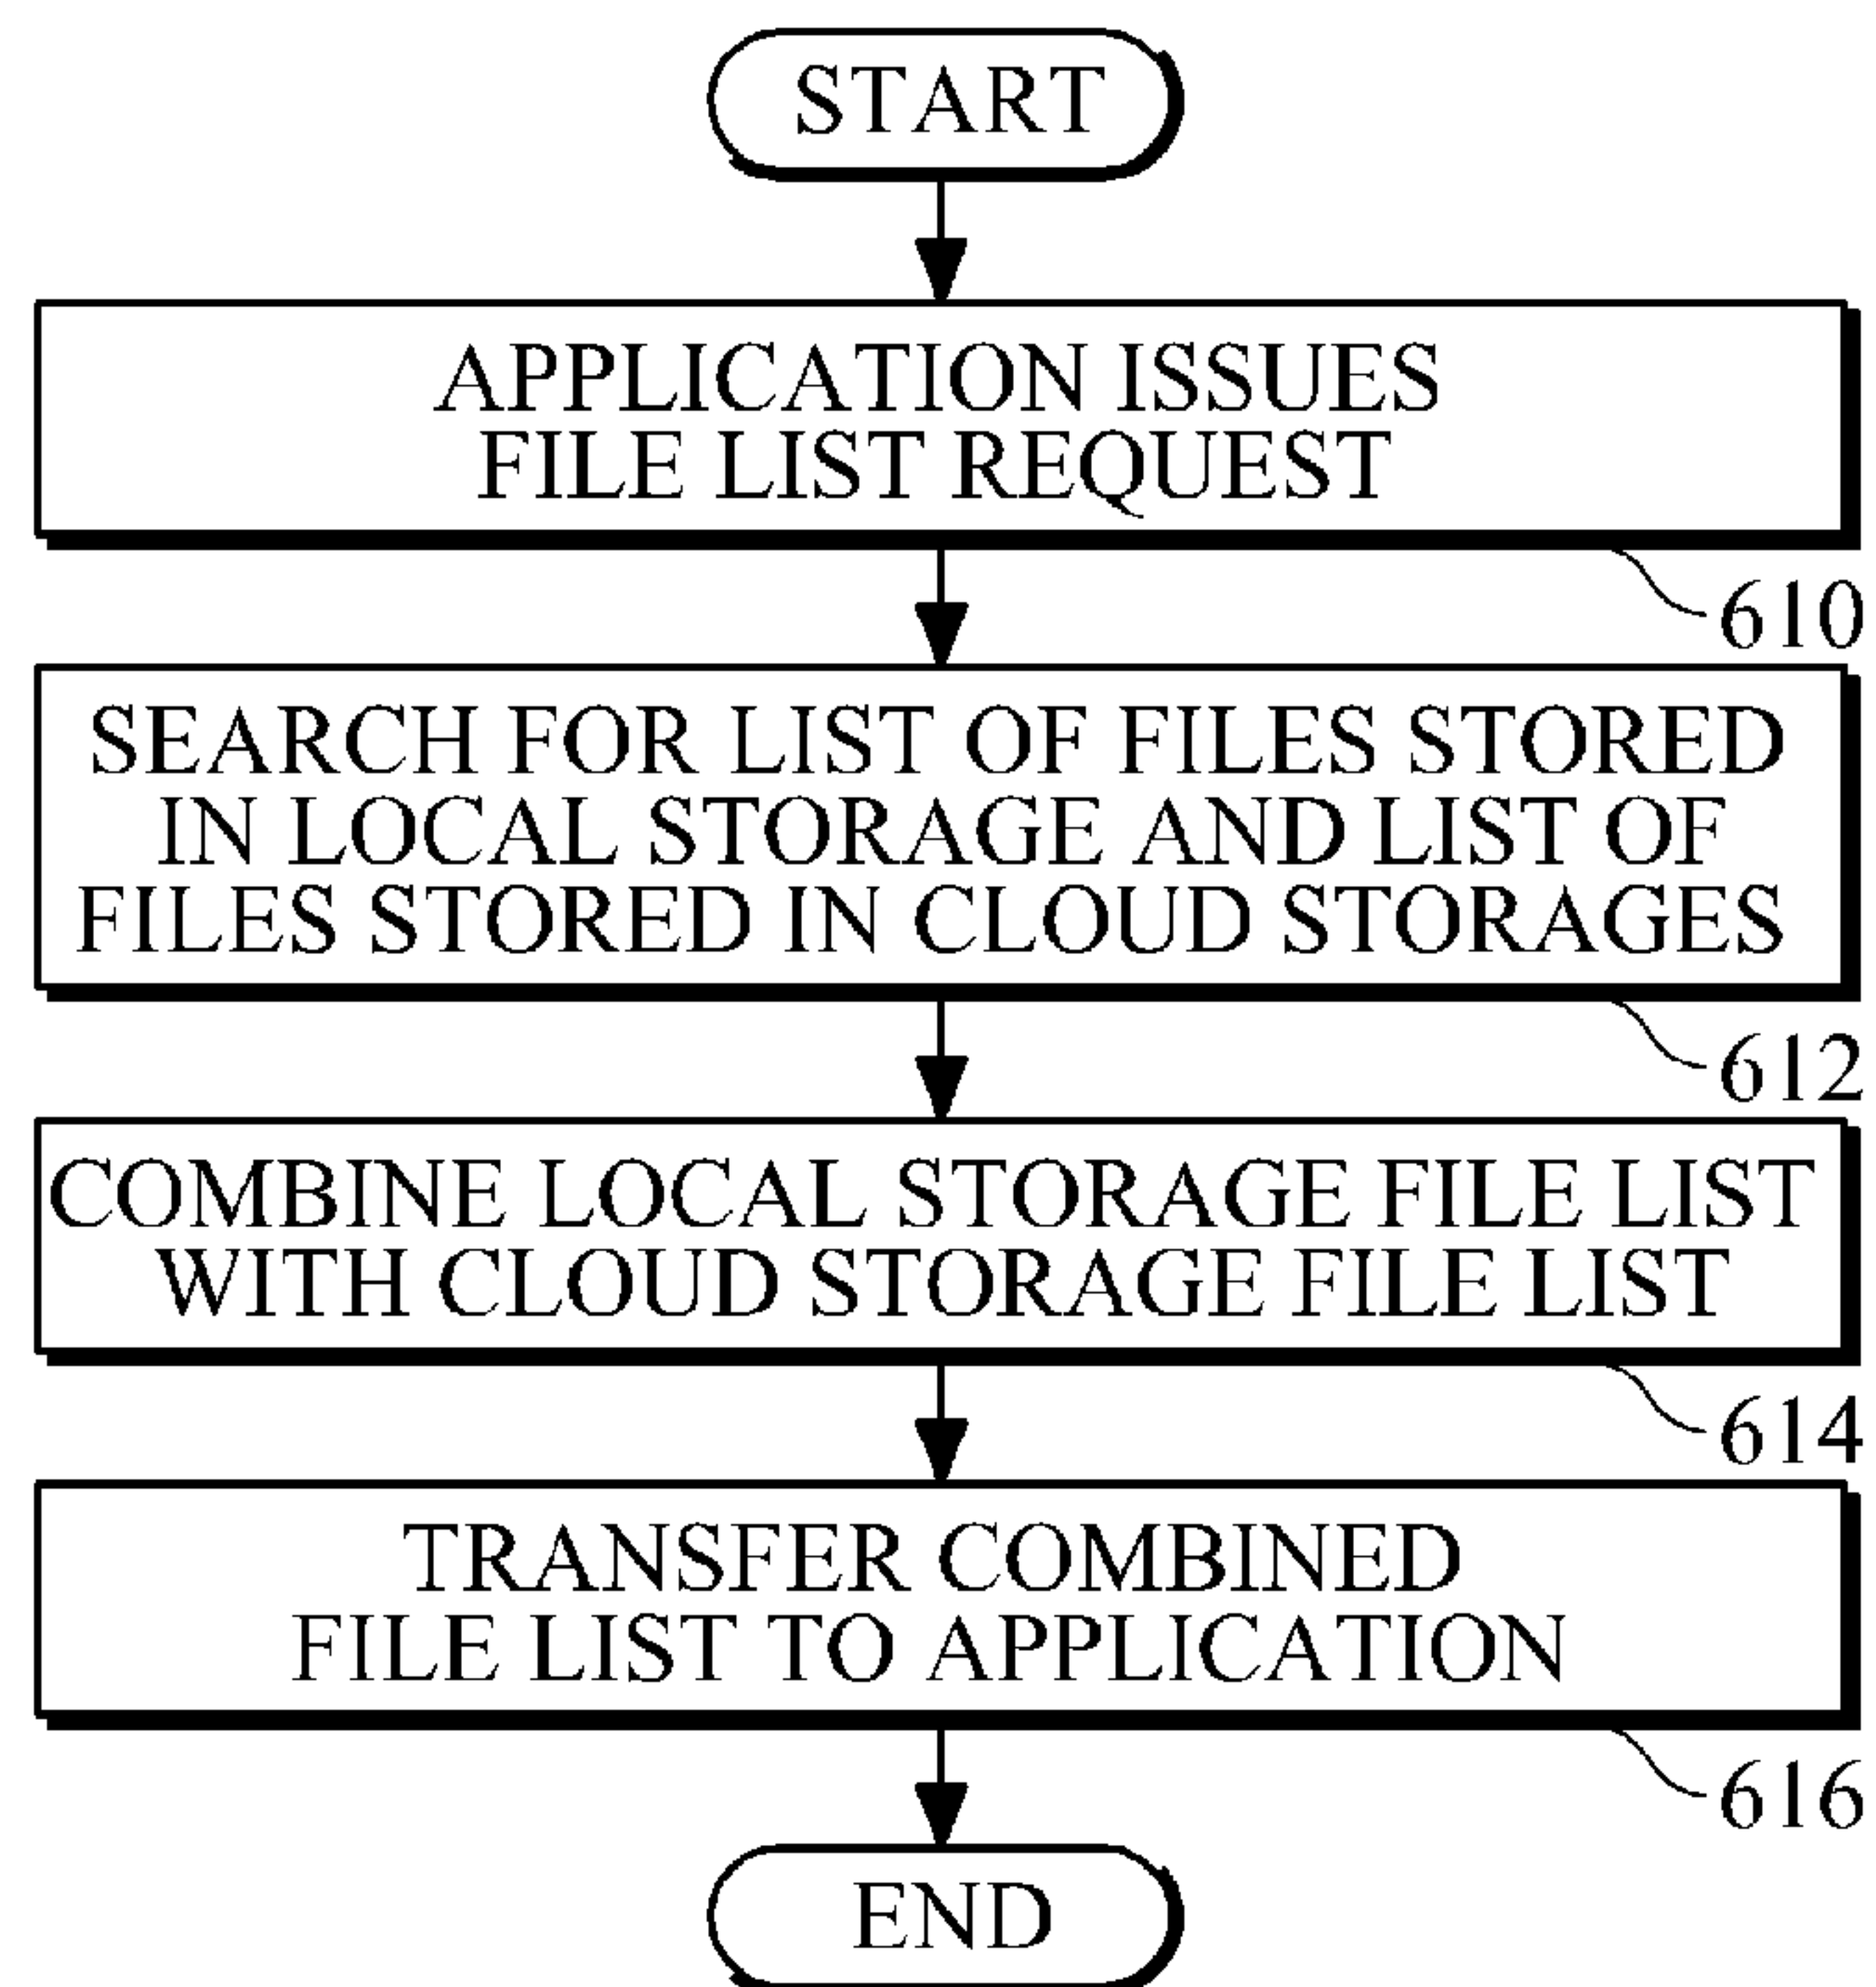 START
APPLICATION ISSUES
FILE LIST REQUEST
610
SEARCH FOR LIST OF FILES STORED
IN LOCAL STORAGE AND LIST OF
FILES STORED IN CLOUD STORAGES
612
COMBINE LOCAL STORAGE FILE LIST
WITH CLOUD STORAGE FILE LIST
614
TRANSFER COMBINED
FILE LIST TO APPLICATION
616
END